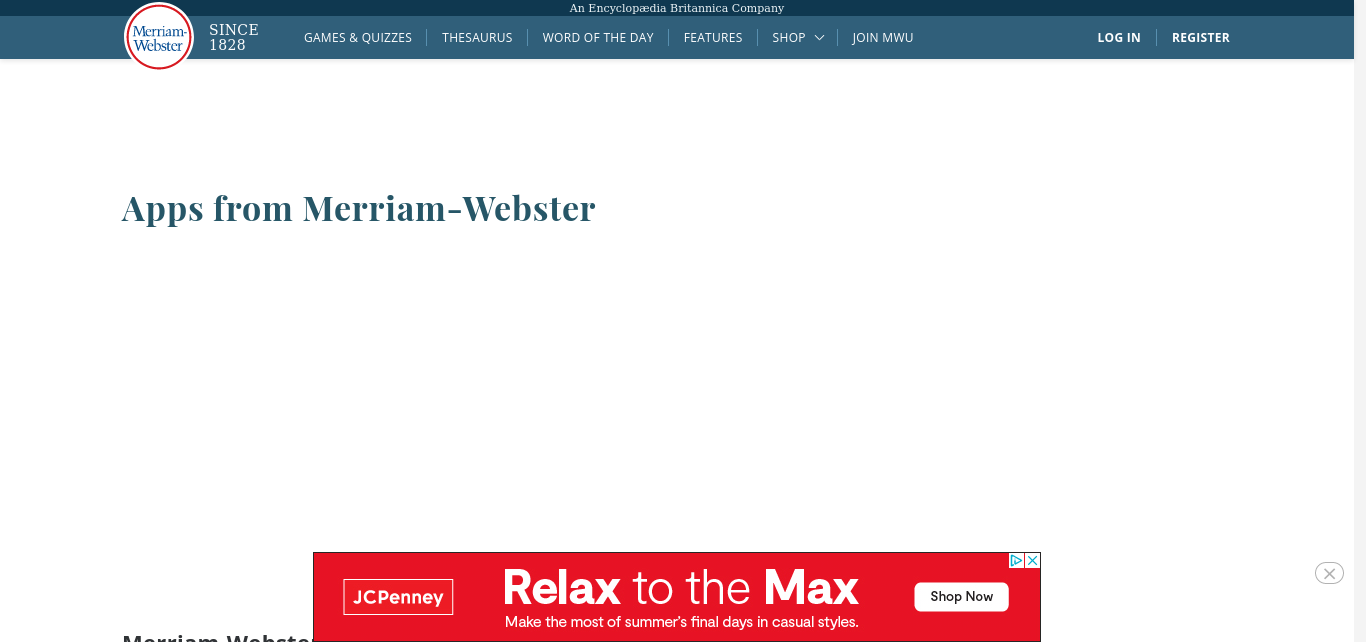 An Encyclopædia Britannica Company
Merriam-
Webster
SINCE
1828
GAMES & QUIZZES
THESAURUS
WORD OF THE DAY
FEATURES
SHOP
JOIN MWU
LOG IN
REGISTER
Apps from Merriam-Webster
JCPenney
Relax to the Max
Make the most of summer's final days in casual styles.
Shop Now
Merriam-Webster